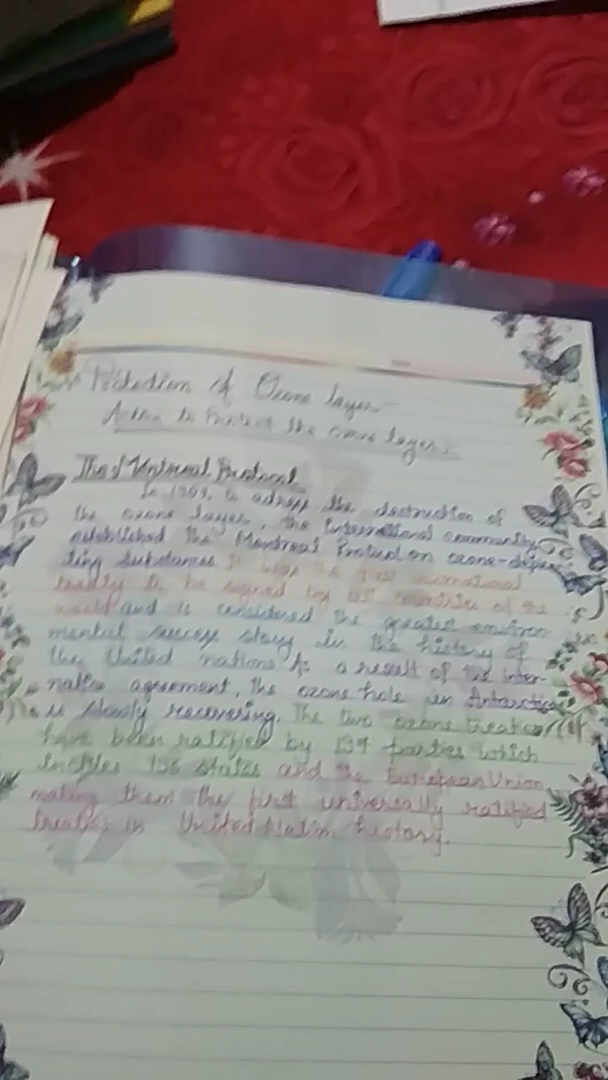 Protection of Ozone layer-
to Protect the ozone layer-
The Montreal Protocol
In 1989, to adress the destruction of
the ozone layer, the International community
established the Montreal Protocol on ozone-deple-
ting substances. It was the first international
treaty to be signed by all countries of the
world and is considered the greatest environ-
mental success story in the history of
the United nations. As a result of the inter-
nation agreement, the ozone hole in Antarctica
is slowly recovering. The two ozone treaties
have been ratified by 197 parties which
includes 196 states and the European Union,
making them the first universally ratified
treaties in United Nation history.